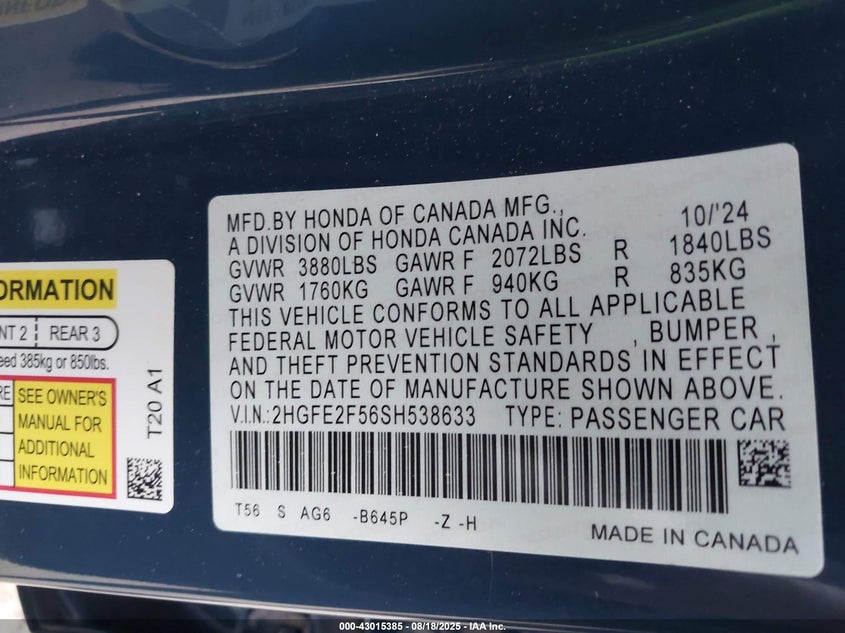 MFD.BY HONDA OF CANADA MFG., 10/'24
A DIVISION OF HONDA CANADA INC.
GVWR 3880LBS GAWR F 2072LBS R 1840LBS
GVWR 1760KG GAWR F 940KG R 835KG
THIS VEHICLE CONFORMS TO ALL APPLICABLE
FEDERAL MOTOR VEHICLE SAFETY , BUMPER ,
AND THEFT PREVENTION STANDARDS IN EFFECT
ON THE DATE OF MANUFACTURE SHOWN ABOVE.
V.I.N.:2HGFE2F56SH538633 TYPE: PASSENGER CAR
T56 S AG6 -B645P -Z -H
MADE IN CANADA
ORMATION
NT 2 REAR 3
eed 385kg or 850lbs.
RE SEE OWNER'S
MANUAL FOR
ADDITIONAL
INFORMATION
T20 A1
000-43015385 - 08/18/2025 - IAA Inc.